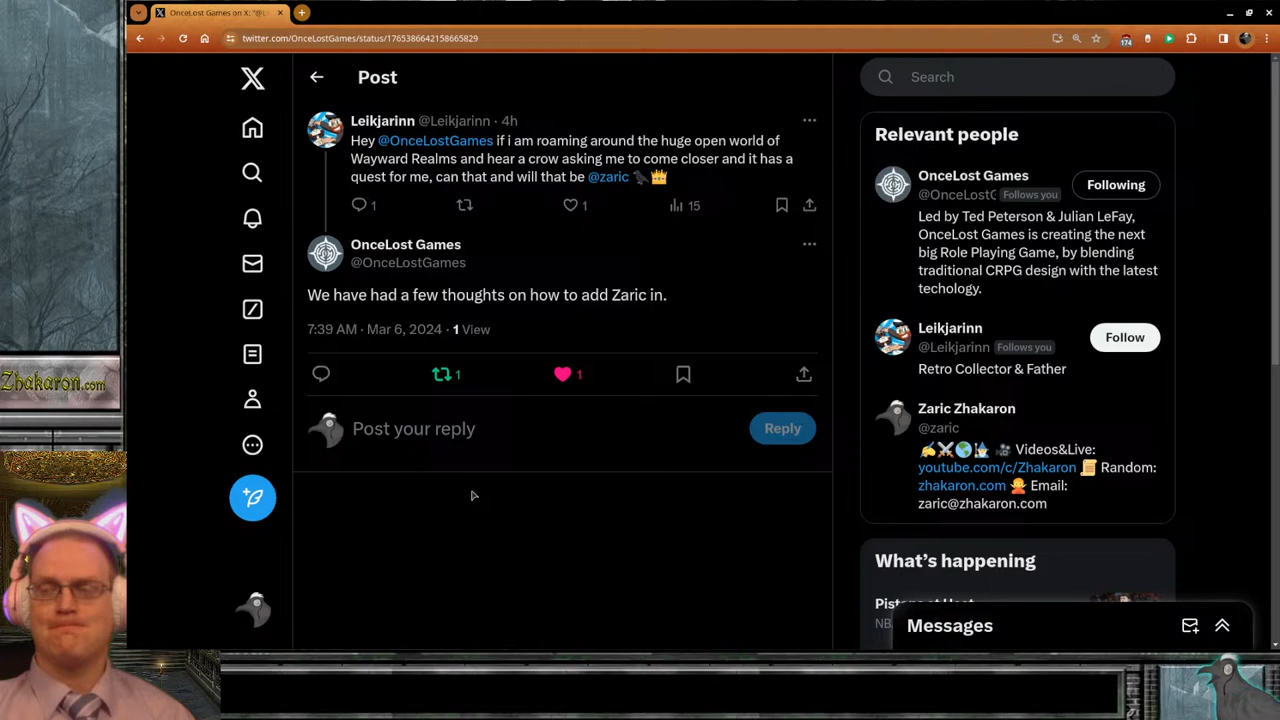 OnceLost Games on X: "@L
twitter.com/OnceLostGames/status/1765386642158665829
174
Post
Search
Leikjarinn @Leikjarinn · 4h
Hey @OnceLostGames if i am roaming around the huge open world of
Wayward Realms and hear a crow asking me to come closer and it has a
quest for me, can that and will that be @zaric 🐦‍⬛👑
1
1
15
OnceLost Games
@OnceLostGames
We have had a few thoughts on how to add Zaric in.
7:39 AM · Mar 6, 2024 · 1 View
1
1
Post your reply
Reply
Relevant people
OnceLost Games
@OnceLostG Follows you
Following
Led by Ted Peterson & Julian LeFay,
OnceLost Games is creating the next
big Role Playing Game, by blending
traditional CRPG design with the latest
techology.
Leikjarinn
@Leikjarinn Follows you
Follow
Retro Collector & Father
Zaric Zhakaron
@zaric
✍️⚔️🌎🧙‍♂️ 🎥 Videos&Live:
youtube.com/c/Zhakaron 📜 Random:
zhakaron.com 🙅 Email:
zaric@zhakaron.com
What's happening
NB
Messages
Zhakaron.com